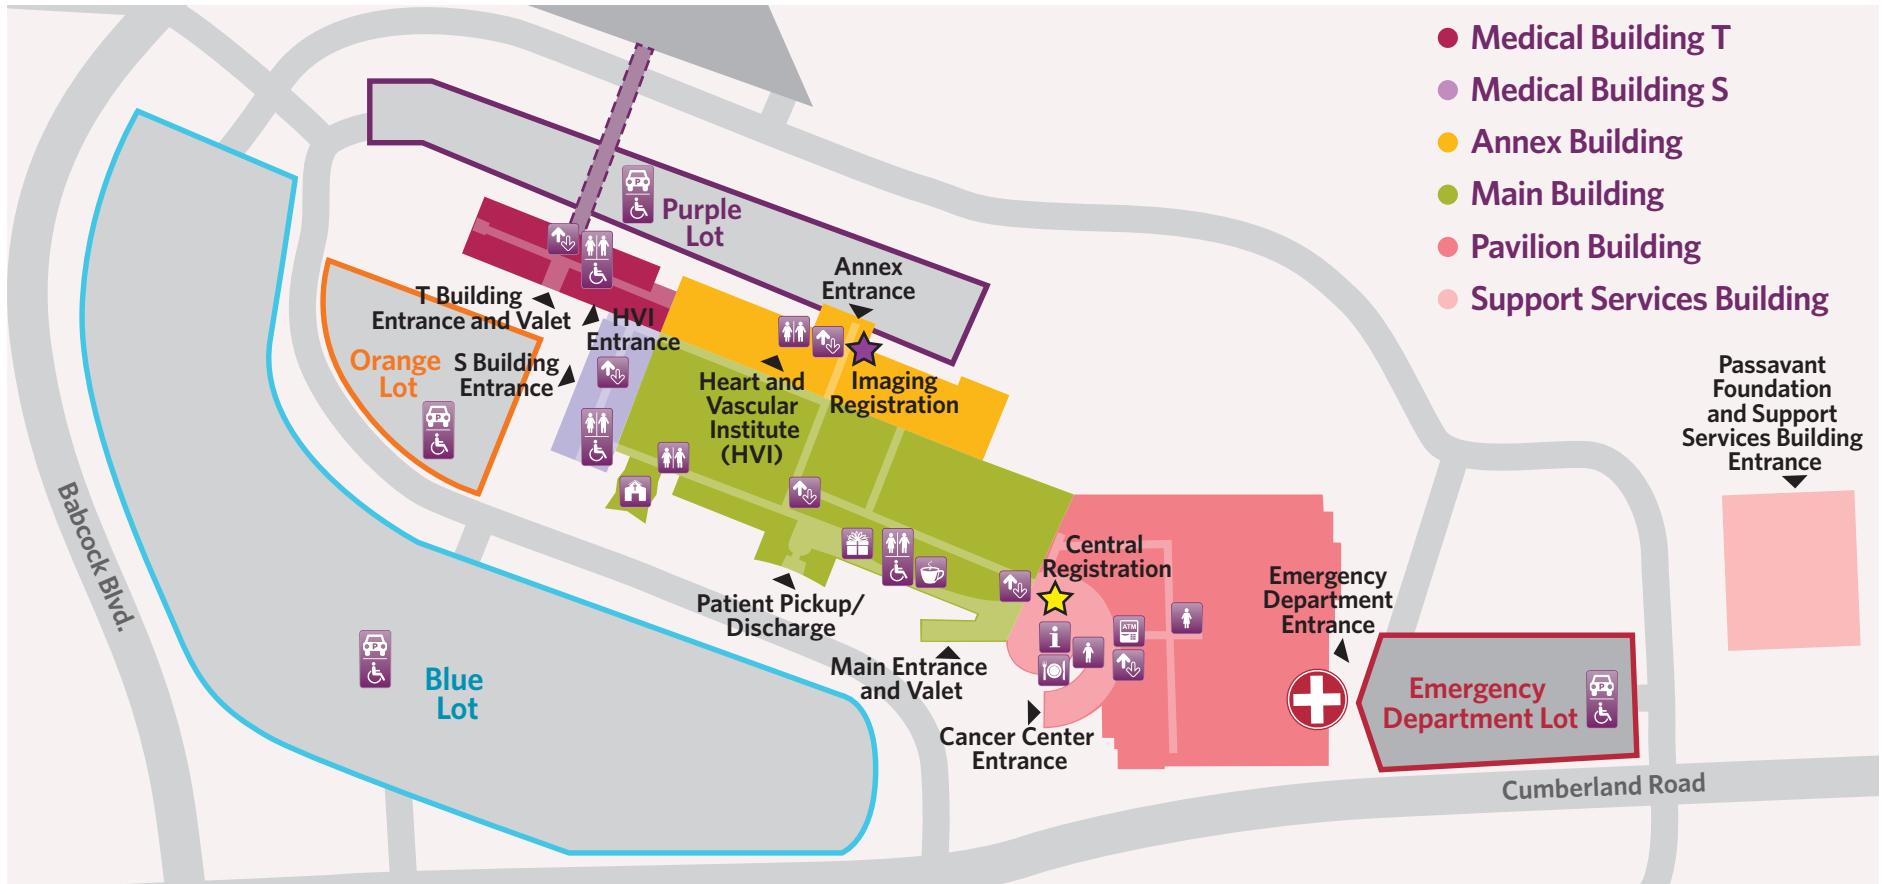 Medical Building T
Medical Building S
Annex Building
Main Building
Pavilion Building
Support Services Building
Purple
Lot
Annex
Entrance
T Building
Entrance and Valet
HVI
Entrance
Orange
Lot
S Building
Entrance
Heart and
Vascular
Institute
(HVI)
Imaging
Registration
Passavant
Foundation
and Support
Services Building
Entrance
Babcock Blvd.
Central
Registration
Emergency
Department
Entrance
Patient Pickup/
Discharge
ATM
i
Main Entrance
and Valet
Blue
Lot
Cancer Center
Entrance
Emergency
Department Lot
Cumberland Road
P
P
P
P